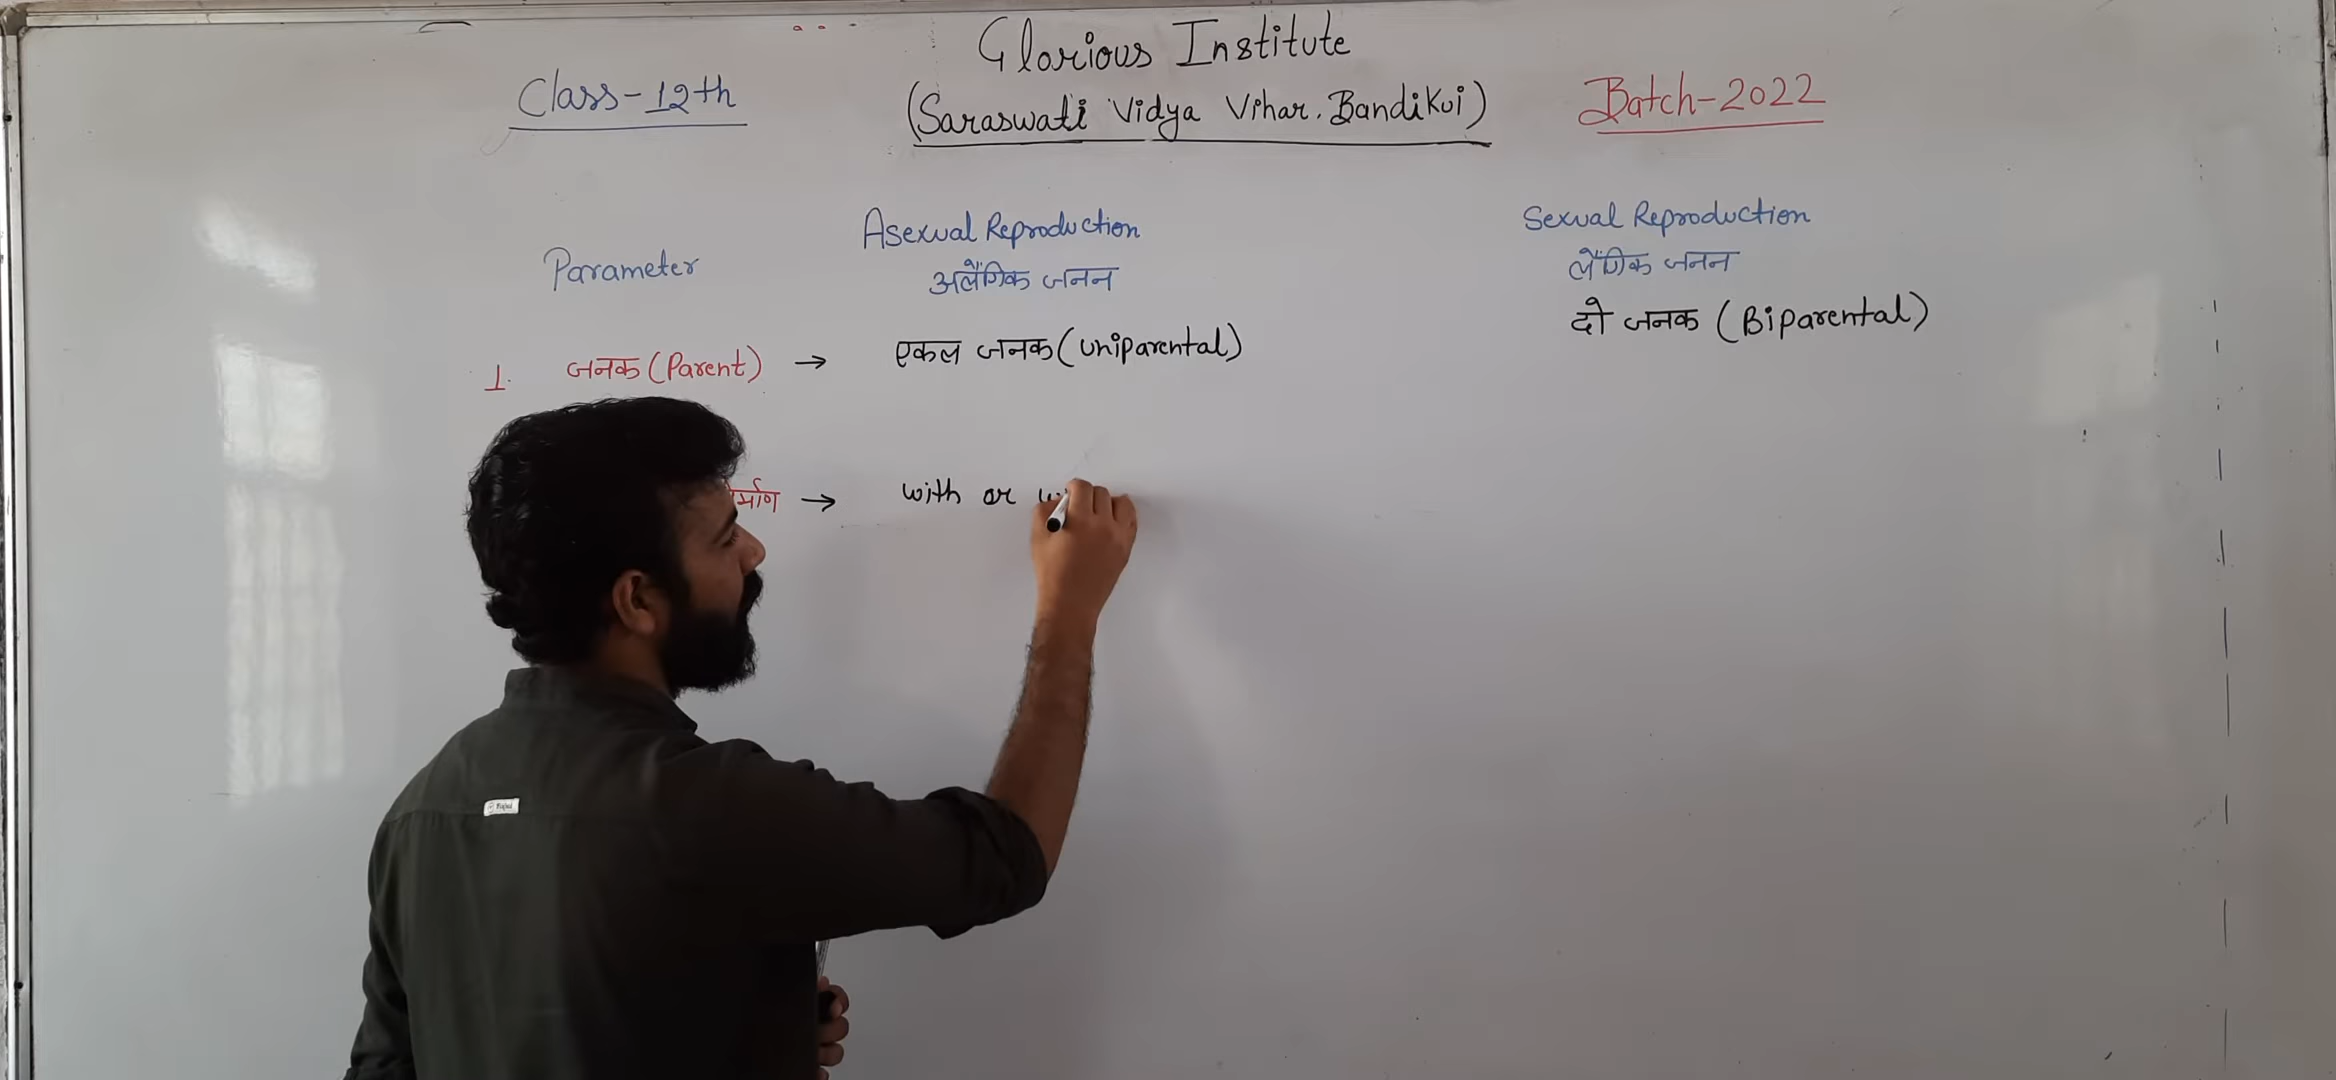 Glorious Institute
Class-12th
(Saraswati Vidya Vihar. Bandikui)
Batch-2022
Parameter
Asexual Reproduction
अलैंगिक जनन
Sexual Reproduction
लैंगिक जनन
1. जनक (Parent) → एकल जनक (Uniparental)
दो जनक (Biparental)
→ with or